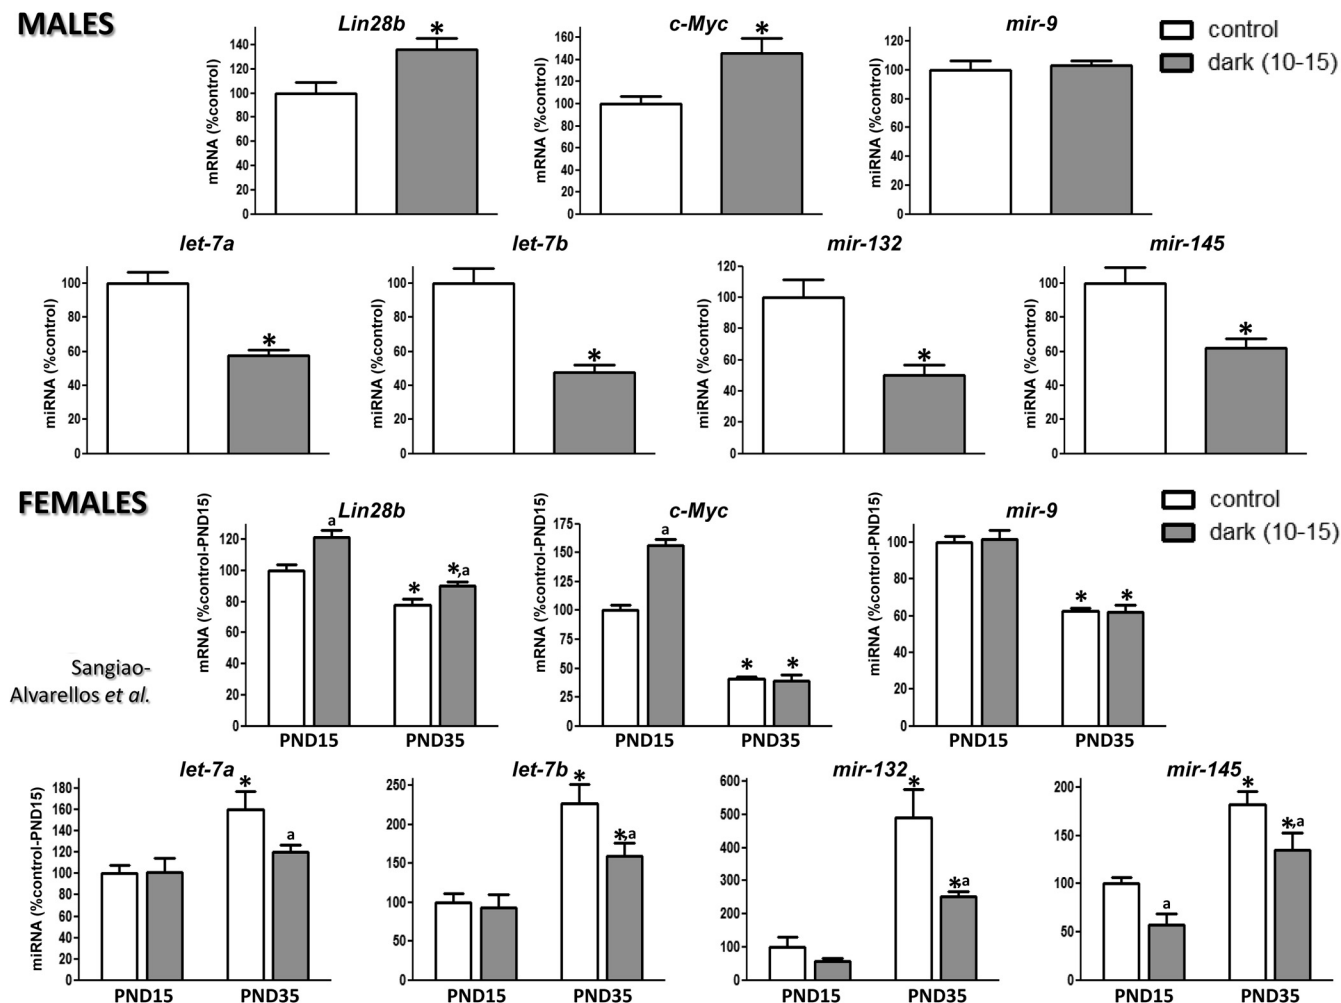 MALES
Lin28b
c-Myc
mir-9
control
dark (10-15)
mRNA (%control)
140
120
100
80
60
40
20
0
*
mRNA (%control)
160
140
120
100
80
60
40
20
0
*
miRNA (%control)
120
100
80
60
40
20
0
let-7a
let-7b
mir-132
mir-145
miRNA (%control)
100
80
60
40
20
0
*
miRNA (%control)
100
80
60
40
20
0
*
miRNA (%control)
120
100
80
60
40
20
0
*
miRNA (%control)
100
80
60
40
20
0
*
FEMALES
Lin28b
c-Myc
mir-9
control
dark (10-15)
mRNA (%control-PND15)
120
100
80
60
40
20
0
a
*
*,a
PND15 PND35
mRNA (%control-PND15)
175
150
125
100
75
50
25
0
a
*
*
PND15 PND35
miRNA (%control-PND15)
100
80
60
40
20
0
*
*
PND15 PND35
Sangiao-
Alvarellos et al.
let-7a
let-7b
mir-132
mir-145
miRNA (%control-PND15)
180
160
140
120
100
80
60
40
20
0
*
a
PND15 PND35
250
200
150
100
50
0
*
*,a
PND15 PND35
600
500
400
300
200
100
0
*
*,a
PND15 PND35
200
150
100
50
0
a
*
*,a
PND15 PND35